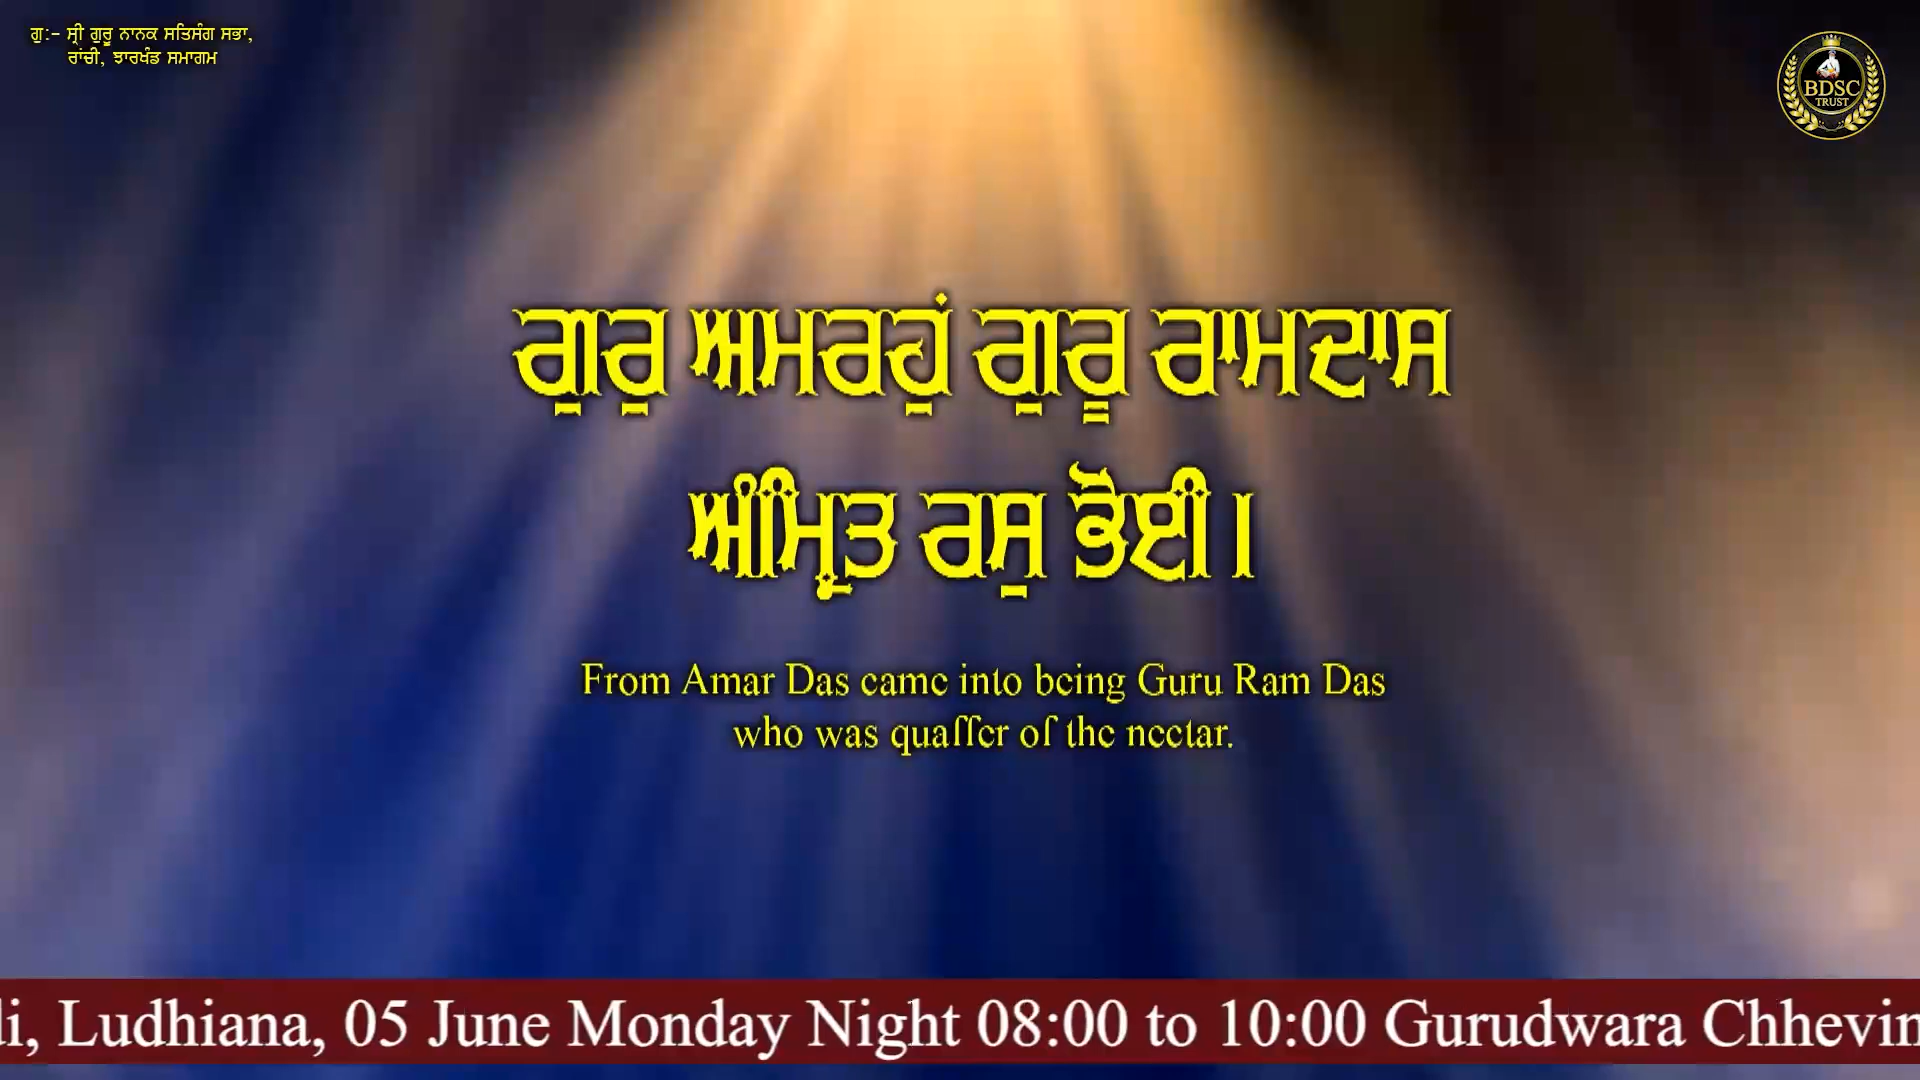 ਗੁ:- ਸ੍ਰੀ ਗੁਰੂ ਨਾਨਕ ਸਤਿਸੰਗ ਸਭਾ,
ਰਾਂਚੀ, ਝਾਰਖੰਡ ਸਮਾਗਮ
BDSC
TRUST
ਗੁਰੁ ਅਮਰਹੁੰ ਗੁਰੂ ਰਾਮਦਾਸ
ਅੰਮ੍ਰਿਤ ਰਸੁ ਭੋਈ।
From Amar Das came into being Guru Ram Das
who was quaffer of the nectar.
Ludhiana, 05 June Monday Night 08:00 to 10:00 Gurudwara Chhevin